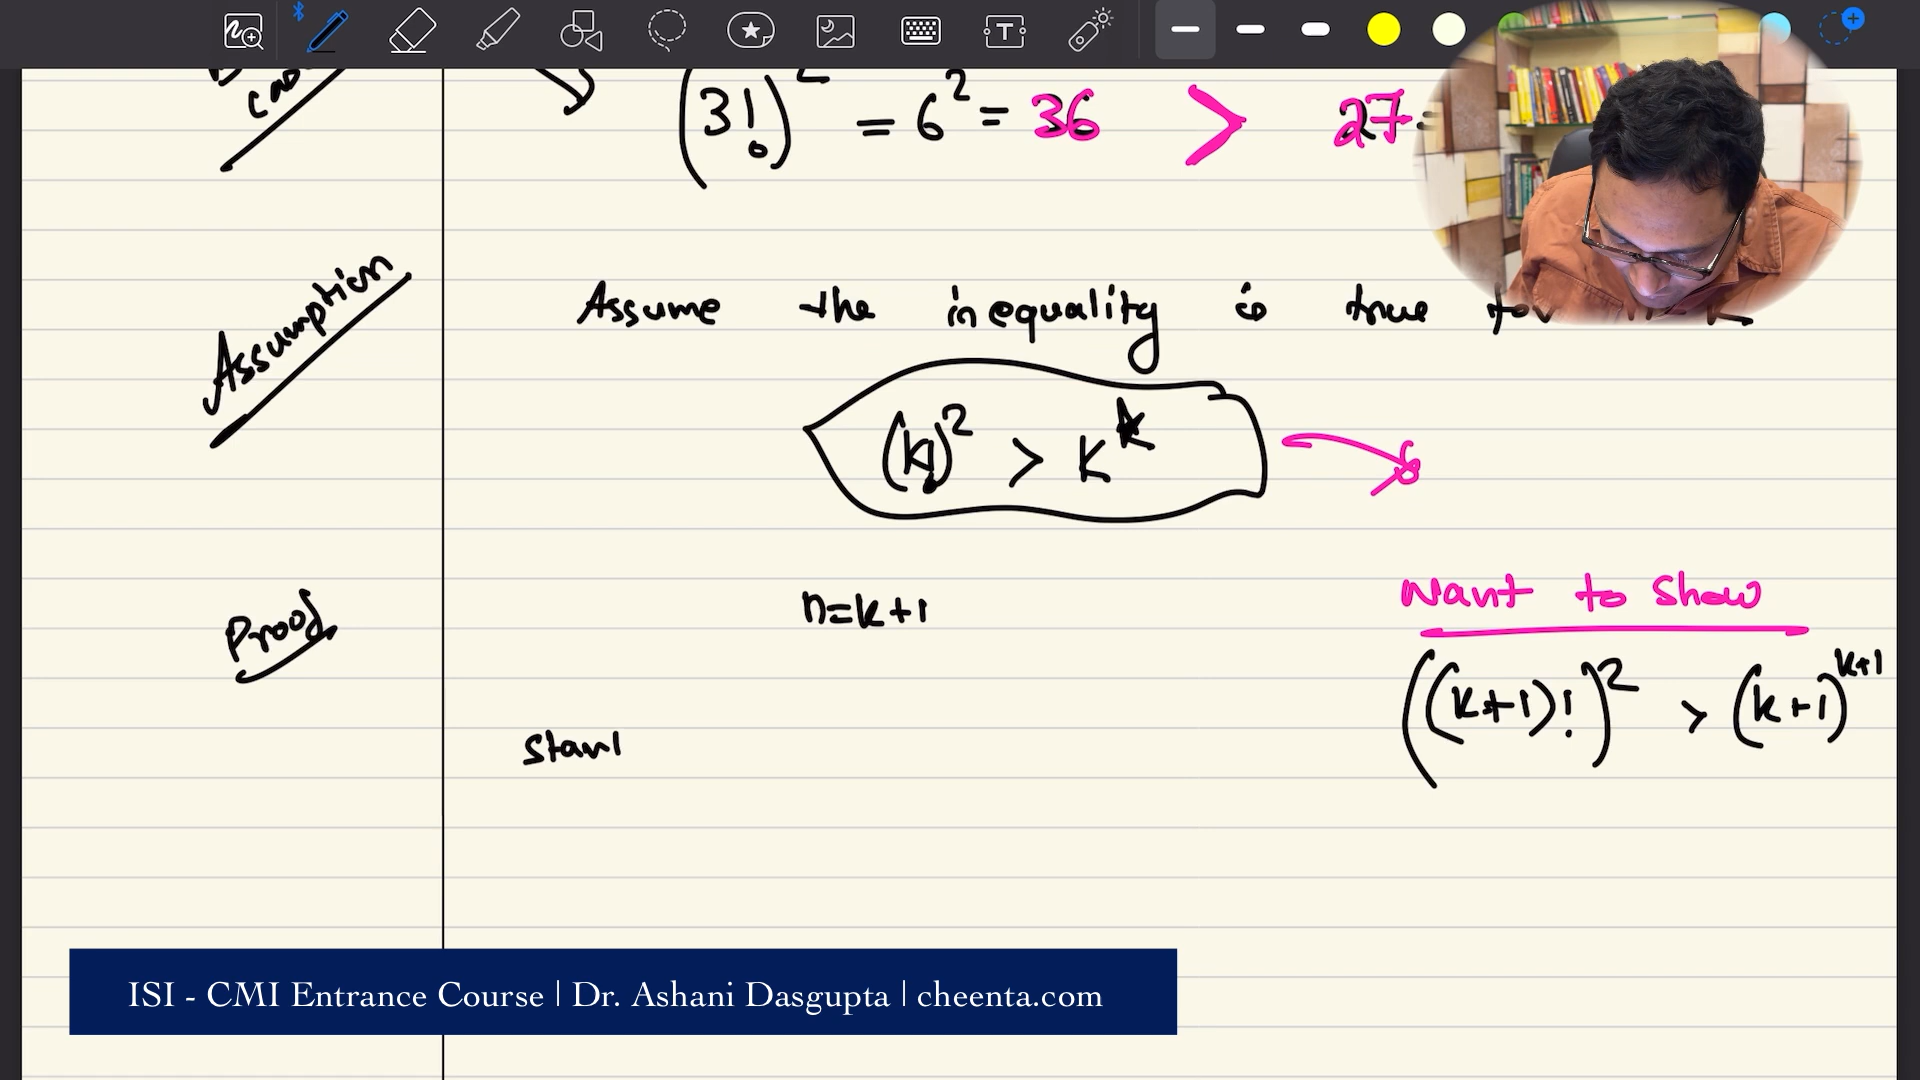 (3!)² = 6² = 36 > 27 =
Assumption
Assume the inequality is true for
(k!)² > k^k
Proof
n=k+1
Want to show
((k+1)!)² > (k+1)^(k+1)
ISI - CMI Entrance Course | Dr. Ashani Dasgupta | cheenta.com